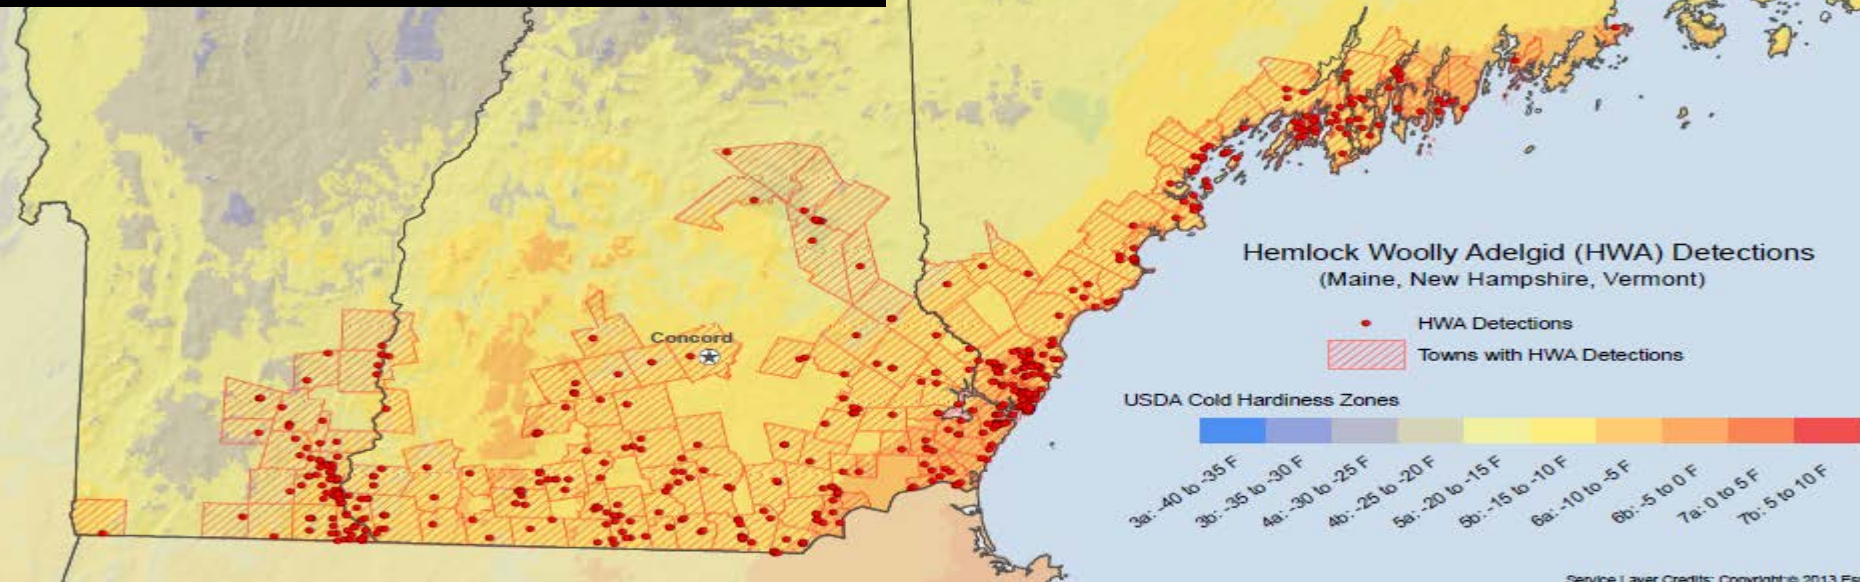 Concord
Hemlock Woolly Adelgid (HWA) Detections
(Maine, New Hampshire, Vermont)
HWA Detections
Towns with HWA Detections
USDA Cold Hardiness Zones
3a: -40 to -35 F
3b: -35 to -30 F
4a: -30 to -25 F
4b: -25 to -20 F
5a: -20 to -15 F
5b: -15 to -10 F
6a: -10 to -5 F
6b: -5 to 0 F
7a: 0 to 5 F
7b: 5 to 10 F
Service Layer Credits: Copyright:© 2013